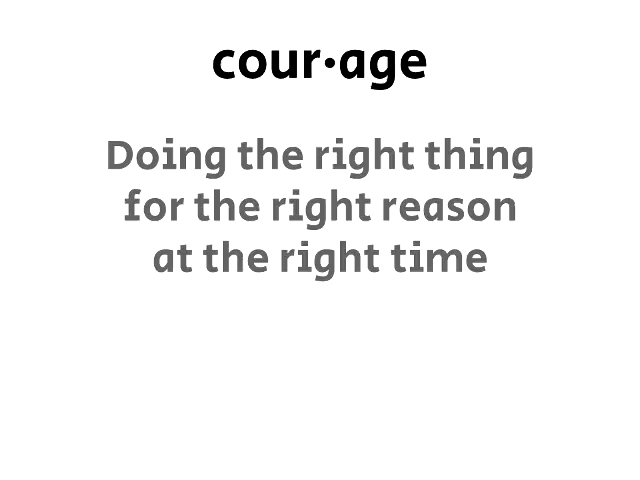 cour·age
Doing the right thing
for the right reason
at the right time